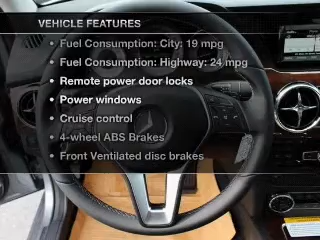 VEHICLE FEATURES
• Fuel Consumption: City: 19 mpg
• Fuel Consumption: Highway: 24 mpg
• Remote power door locks
• Power windows
• Cruise control
• 4-wheel ABS Brakes
• Front Ventilated disc brakes